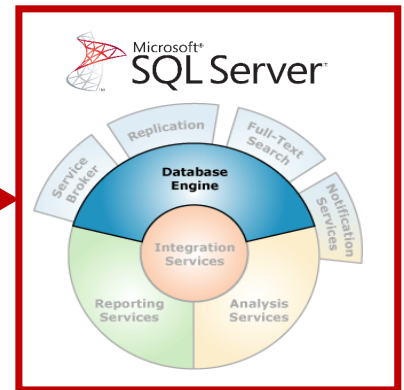 Microsoft®
SQL Server™
Replication
Full-Text
Search
Service
Broker
Database
Engine
Notification
Services
Integration
Services
Reporting
Services
Analysis
Services